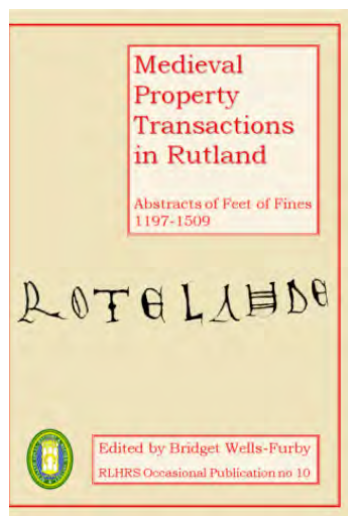 Medieval
Property
Transactions
in Rutland
Abstracts of Feet of Fines
1197-1509
ROTELANDE
Edited by Bridget Wells-Furby
RLHRS Occasional Publication no 10